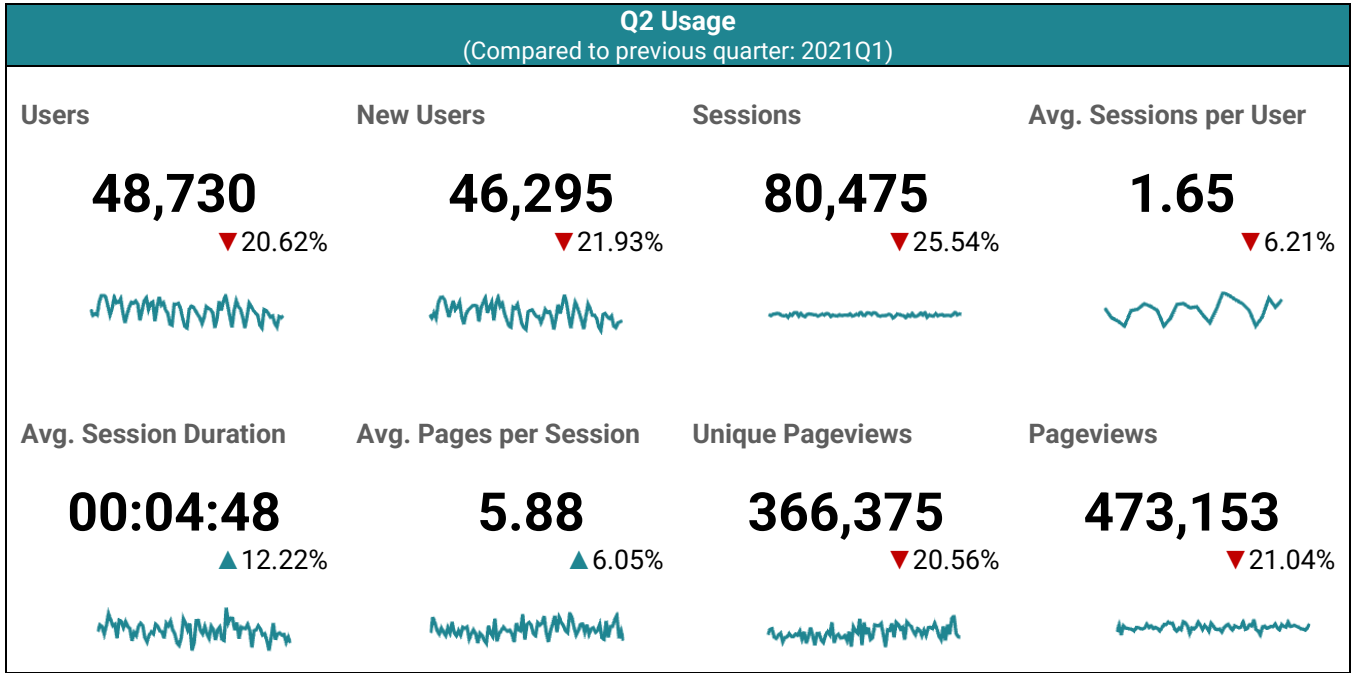 Q2 Usage
(Compared to previous quarter: 2021Q1)
Users
48,730
▼20.62%
New Users
46,295
▼21.93%
Sessions
80,475
▼25.54%
Avg. Sessions per User
1.65
▼6.21%
Avg. Session Duration
00:04:48
▲12.22%
Avg. Pages per Session
5.88
▲6.05%
Unique Pageviews
366,375
▼20.56%
Pageviews
473,153
▼21.04%